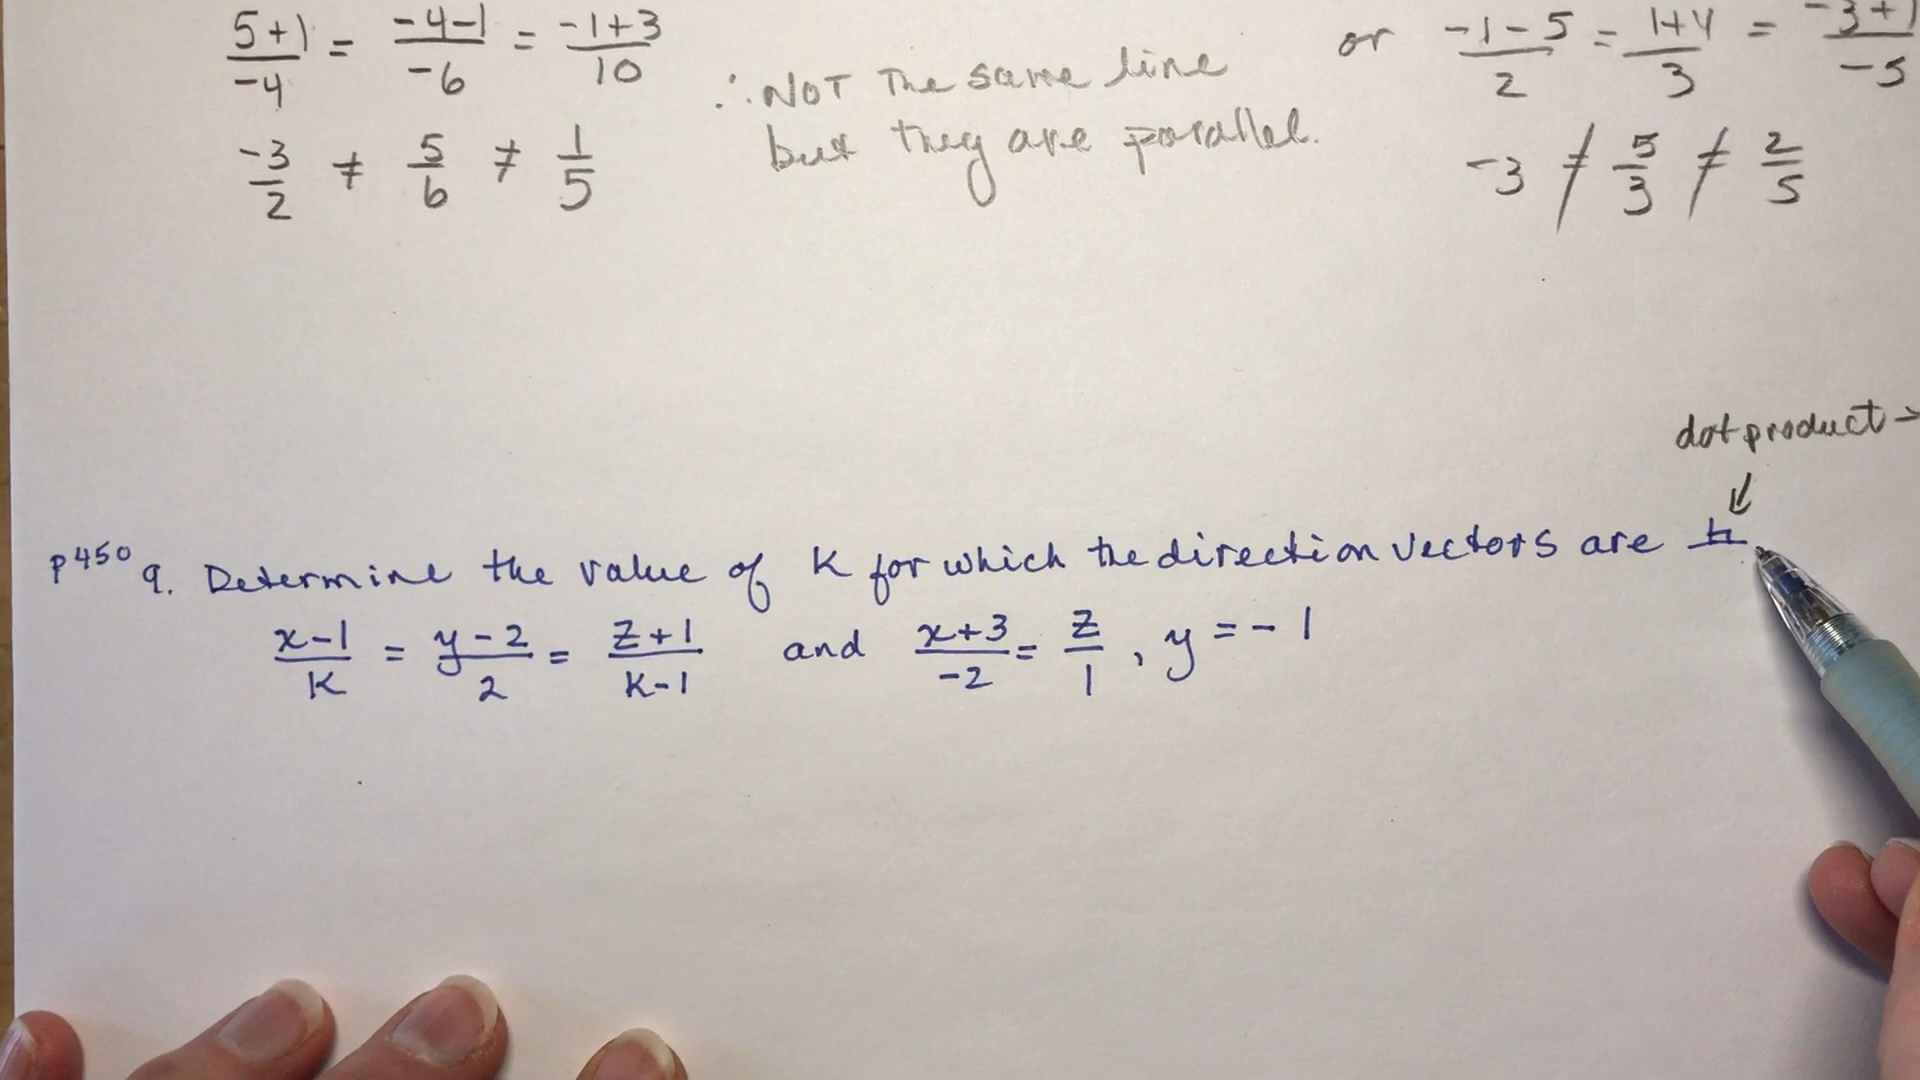 5+1/-4 = -4-1/-6 = -1+3/10
-3/2 ≠ 5/6 ≠ 1/5
∴ NOT The same line
but they are parallel.
or -1-5/2 = 1+4/3 = -3+1/-5
-3 ≠ 5/3 ≠ 2/5
dot product →
↓
p450 9. Determine the value of K for which the direction vectors are ⊥.
x-1/K = y-2/2 = z+1/K-1 and x+3/-2 = z/1, y = -1